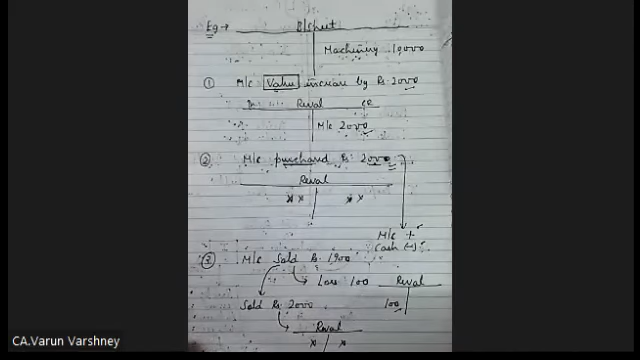 Eg → B/Sheet
Machinery 10000
① M/c Value increase by Rs. 2000
Dr. Reval Cr
M/c 2000
② M/c purchased Rs. 2000
Reval
x x x x
M/c +
Cash (-)
③ M/c Sold Rs. 1900
Loss 100 Reval
Sold Rs. 2000 100
Reval
x x
CA.Varun Varshney